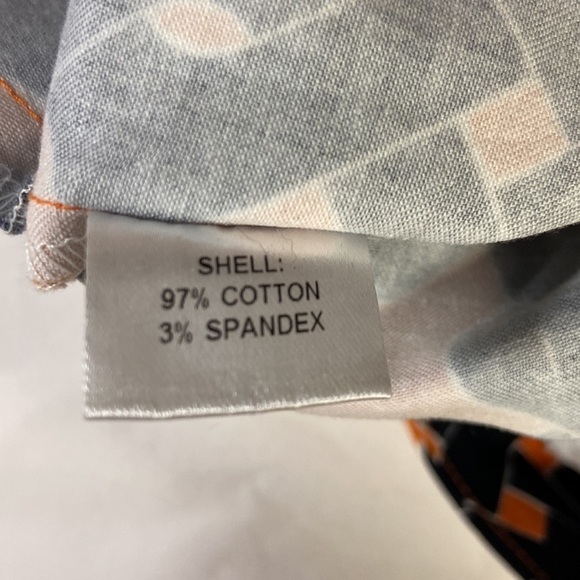 SHELL:
97% COTTON
3% SPANDEX